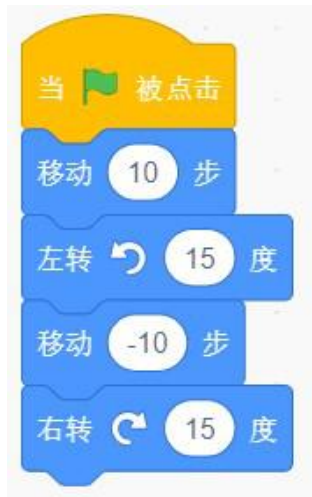 当 被点击
移动 10 步
左转 15 度
移动 -10 步
右转 15 度